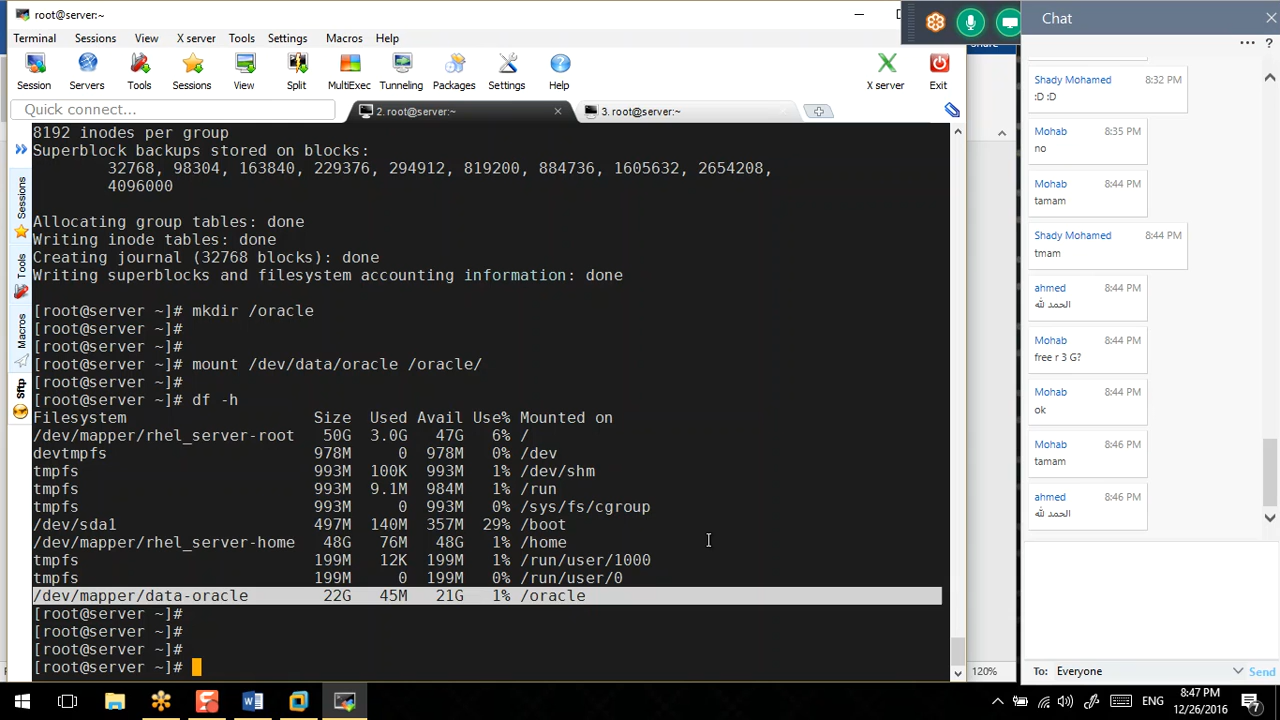 root@server:~
Terminal Sessions View X server Tools Settings Macros Help
Session Servers Tools Sessions View Split MultiExec Tunneling Packages Settings Help X server Exit
Quick connect...
2. root@server:~
3. root@server:~
Sessions
Tools
Macros
Sftp
8192 inodes per group
Superblock backups stored on blocks:
32768, 98304, 163840, 229376, 294912, 819200, 884736, 1605632, 2654208,
4096000
Allocating group tables: done
Writing inode tables: done
Creating journal (32768 blocks): done
Writing superblocks and filesystem accounting information: done
[root@server ~]# mkdir /oracle
[root@server ~]#
[root@server ~]#
[root@server ~]# mount /dev/data/oracle /oracle/
[root@server ~]#
[root@server ~]# df -h
Filesystem Size Used Avail Use% Mounted on
/dev/mapper/rhel_server-root 50G 3.0G 47G 6% /
devtmpfs 978M 0 978M 0% /dev
tmpfs 993M 100K 993M 1% /dev/shm
tmpfs 993M 9.1M 984M 1% /run
tmpfs 993M 0 993M 0% /sys/fs/cgroup
/dev/sda1 497M 140M 357M 29% /boot
/dev/mapper/rhel_server-home 48G 76M 48G 1% /home
tmpfs 199M 12K 199M 1% /run/user/1000
tmpfs 199M 0 199M 0% /run/user/0
/dev/mapper/data-oracle 22G 45M 21G 1% /oracle
[root@server ~]#
[root@server ~]#
[root@server ~]#
[root@server ~]#
120%
Chat
Shady Mohamed 8:32 PM
:D :D
Mohab 8:35 PM
no
Mohab 8:44 PM
tamam
Shady Mohamed 8:44 PM
tmam
ahmed 8:44 PM
الحمد لله
Mohab 8:44 PM
free r 3 G?
Mohab 8:44 PM
ok
Mohab 8:46 PM
tamam
ahmed 8:46 PM
الحمد لله
To: Everyone Send
ENG
8:47 PM
12/26/2016
7